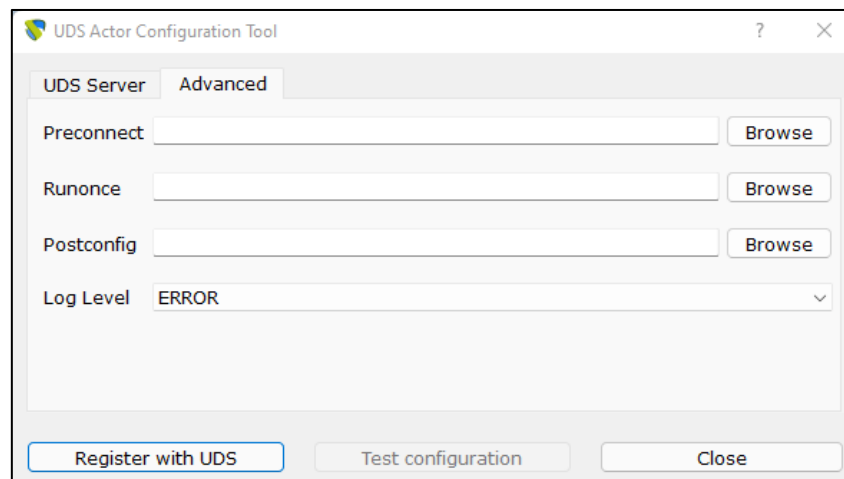 UDS Actor Configuration Tool ?
UDS Server Advanced
Preconnect Browse
Runonce Browse
Postconfig Browse
Log Level ERROR
Register with UDS Test configuration Close